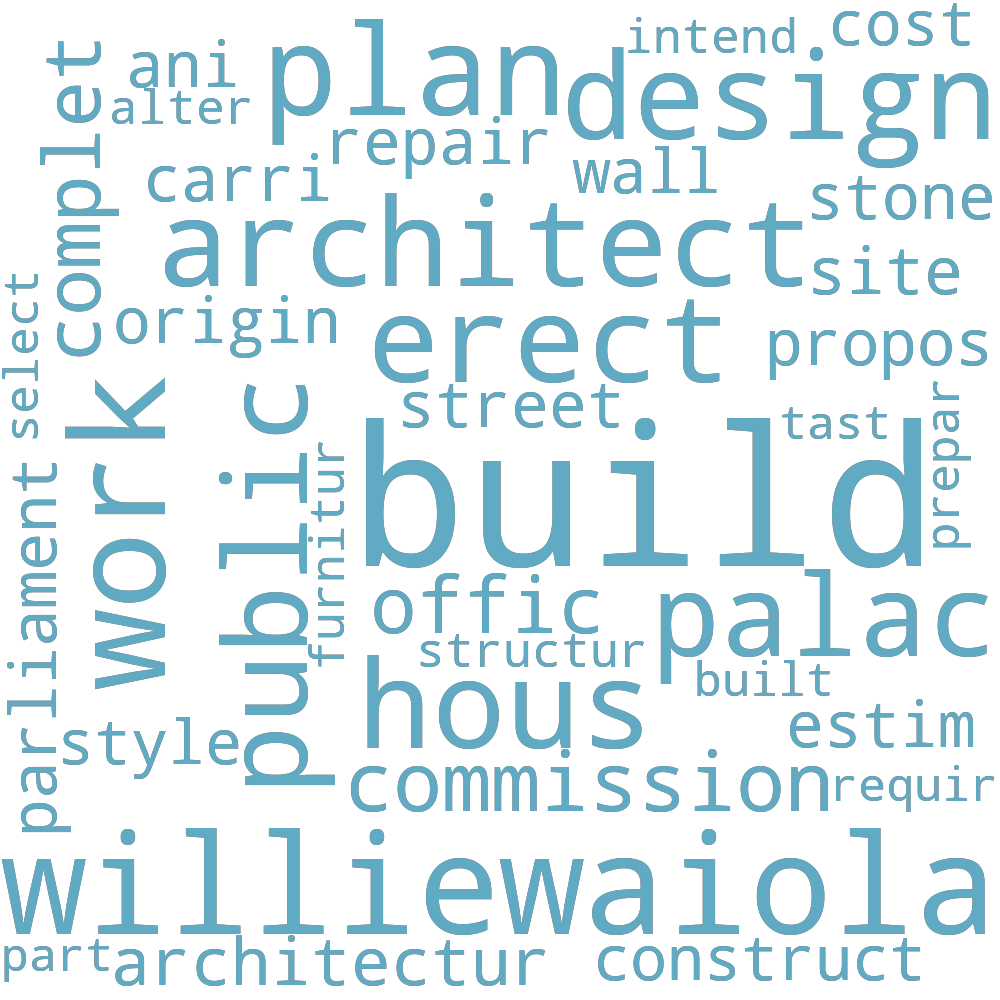 intend
cost
ani
plan
design
alter
complet
repair
wall
carri
stone
architect
site
origin
erect
propos
select
street
tast
prepar
work
public
build
furnitur
parliament
offic
palac
structur
built
hous
style
estim
commission
requir
williewaiola
part
architectur
construct